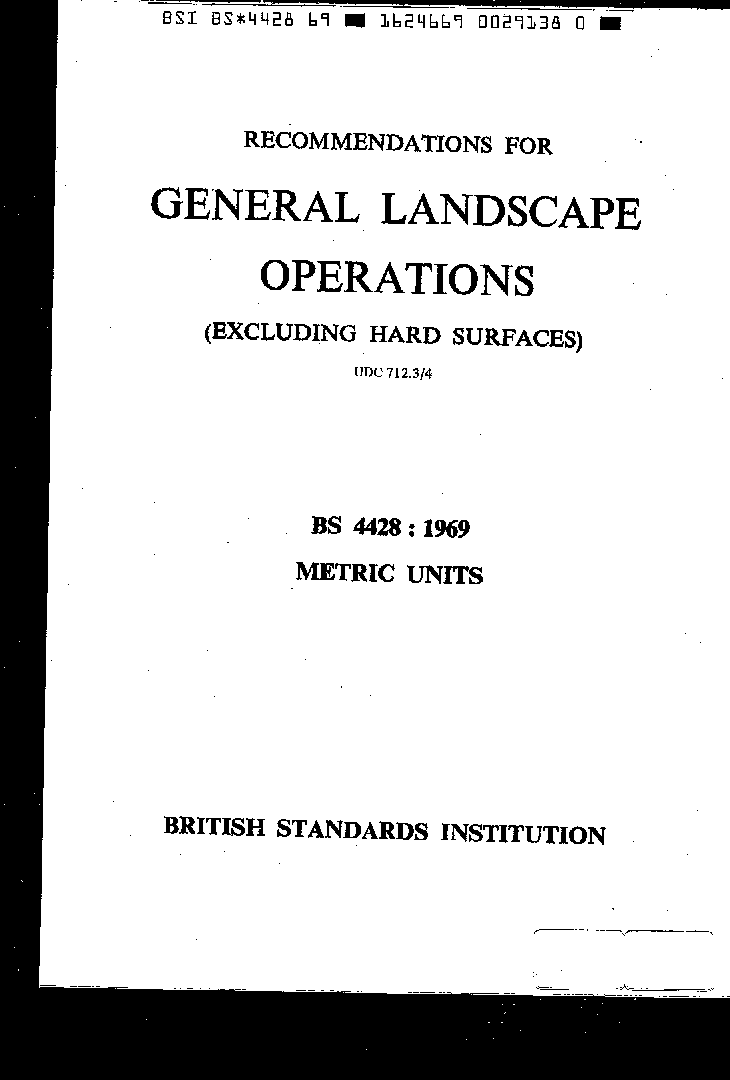 BSI BS*4428 69 ■ 1624669 0029138 0 ■
RECOMMENDATIONS FOR
GENERAL LANDSCAPE
OPERATIONS
(EXCLUDING HARD SURFACES)
UDC 712.3/4
BS 4428 : 1969
METRIC UNITS
BRITISH STANDARDS INSTITUTION